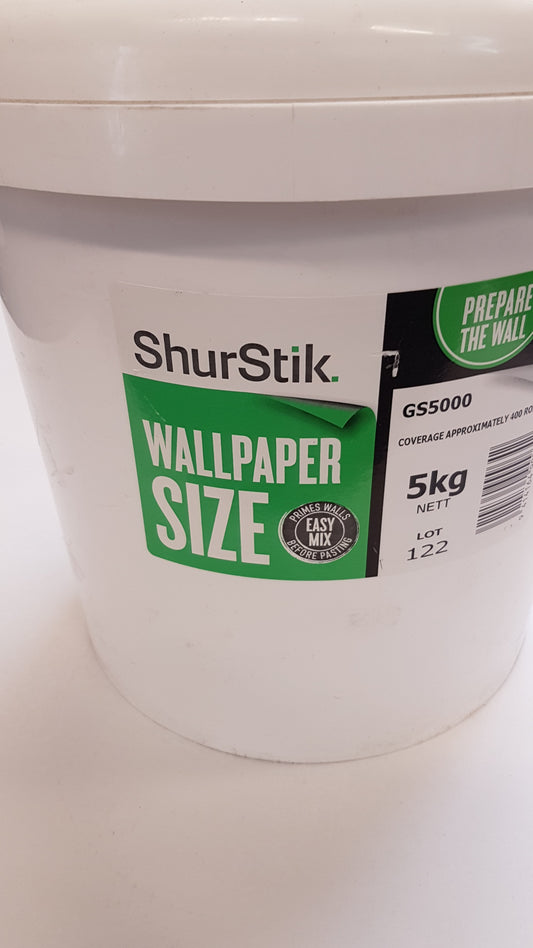 ShurStik.
WALLPAPER
SIZE
PRIMES WALLS
EASY
MIX
BEFORE PASTING
PREPARE
THE WALL
GS5000
COVERAGE APPROXIMATELY 400 RO
5kg
NETT
LOT
122